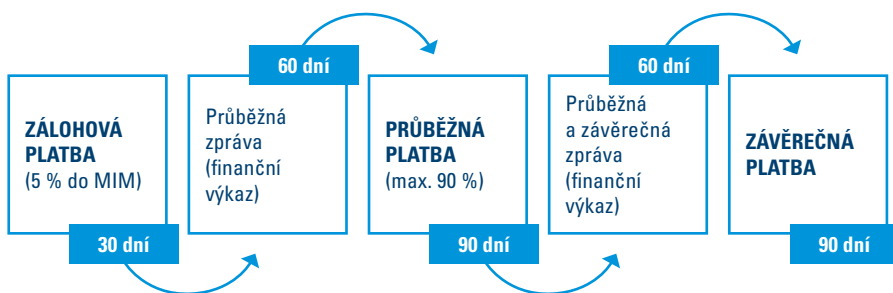 60 dní
60 dní
ZÁLOHOVÁ
PLATBA
(5 % do MIM)
30 dní
Průběžná
zpráva
(finanční
výkaz)
PRŮBĚŽNÁ
PLATBA
(max. 90 %)
90 dní
Průběžná
a závěrečná
zpráva
(finanční
výkaz)
ZÁVĚREČNÁ
PLATBA
90 dní